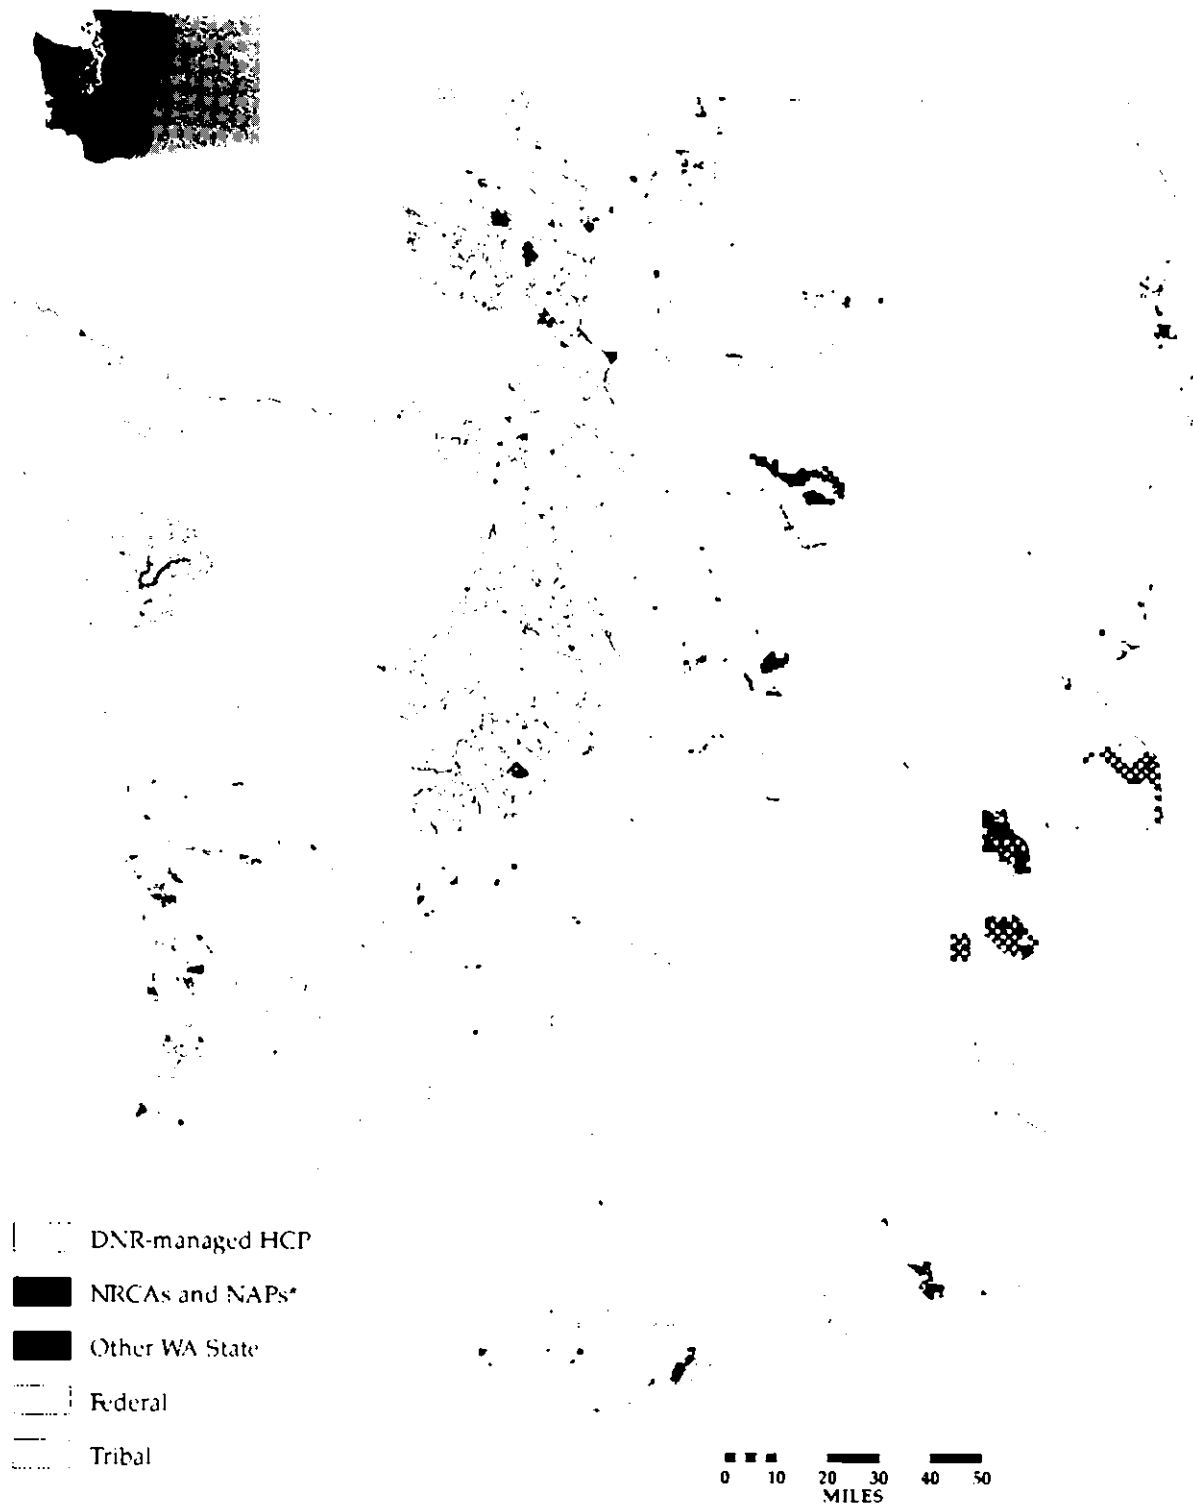 DNR-managed HCP
NRCAs and NAPs*
Other WA State
Federal
Tribal
0 10 20 30 40 50
MILES